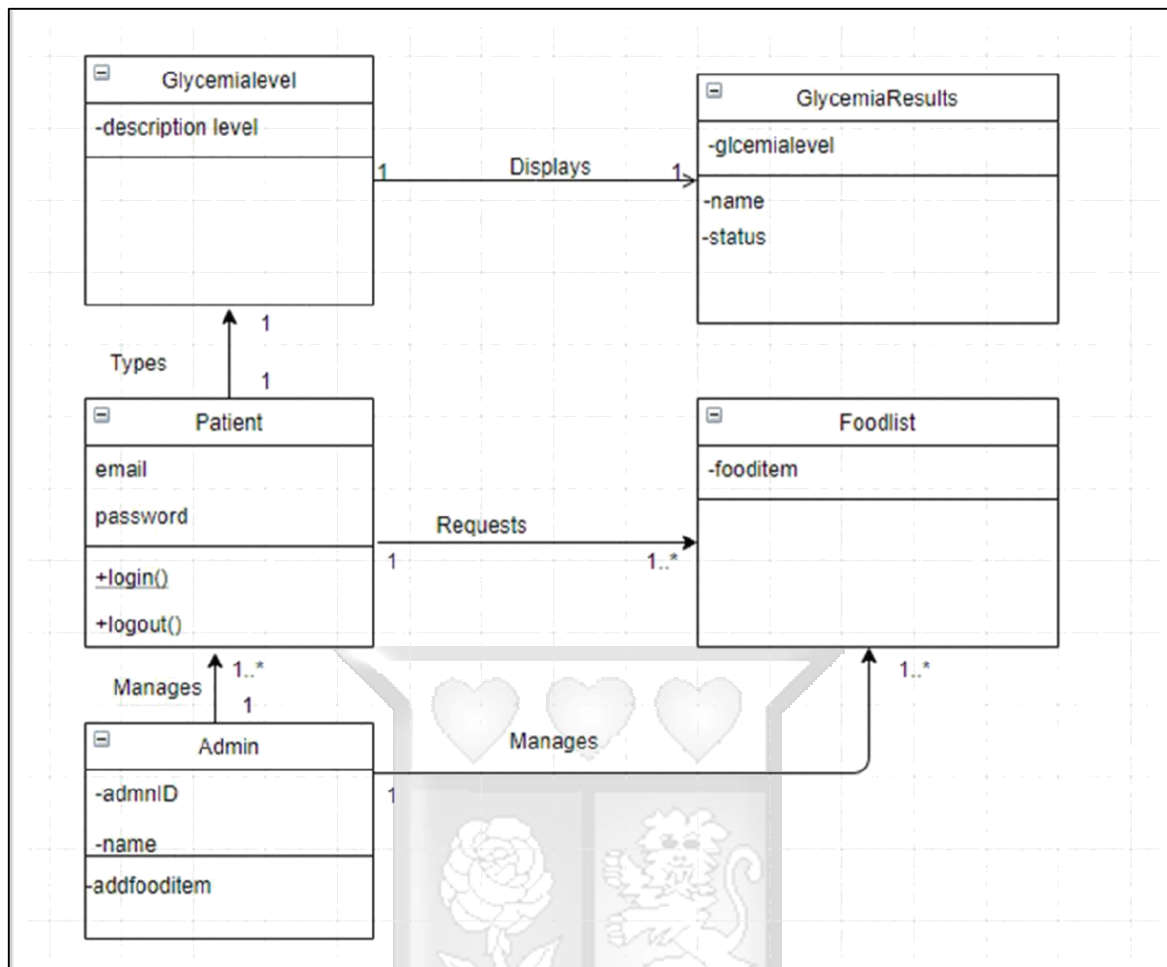 Glycemialevel
-description level
GlycemiaResults
-glcemialevel
-name
-status
1
Displays
1
1
Types
1
Patient
email
password
+login()
+logout()
Requests
1
1..*
Foodlist
-fooditem
1..*
Manages
1
1..*
Admin
-admnID
-name
-addfooditem
Manages
1